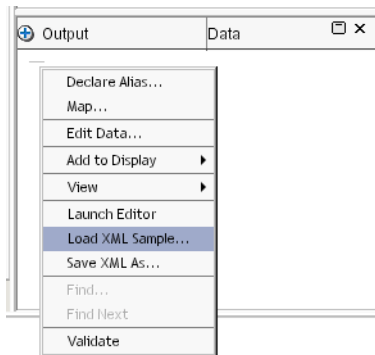 Output Data
Declare Alias...
Map...
Edit Data...
Add to Display
View
Launch Editor
Load XML Sample...
Save XML As...
Find...
Find Next
Validate